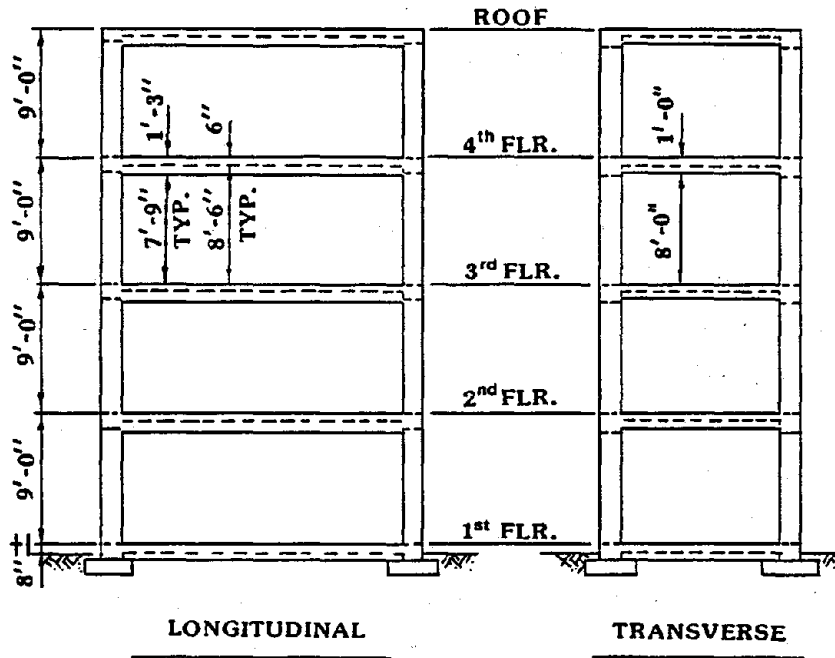 ROOF
9'-0"
1'-3"
6"
1'-0"
4th FLR.
9'-0"
7'-9"
TYP.
8'-6"
TYP.
8'-0"
3rd FLR.
9'-0"
2nd FLR.
9'-0"
1st FLR.
8"
LONGITUDINAL
TRANSVERSE